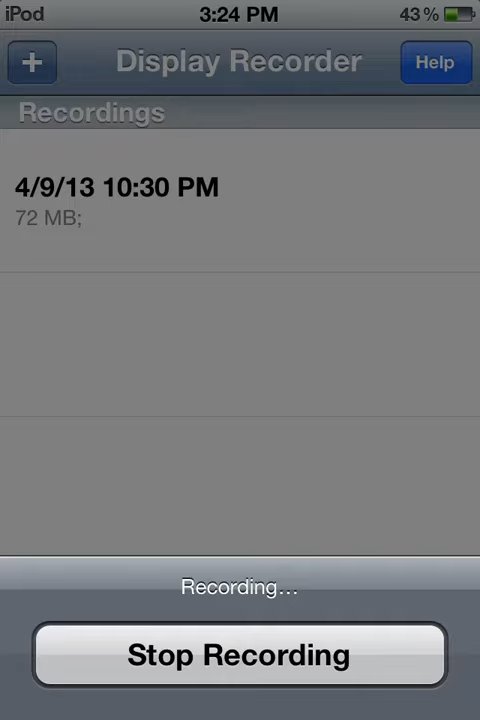 iPod 3:24 PM 43%
+ Display Recorder Help
Recordings
4/9/13 10:30 PM
72 MB;
Recording...
Stop Recording